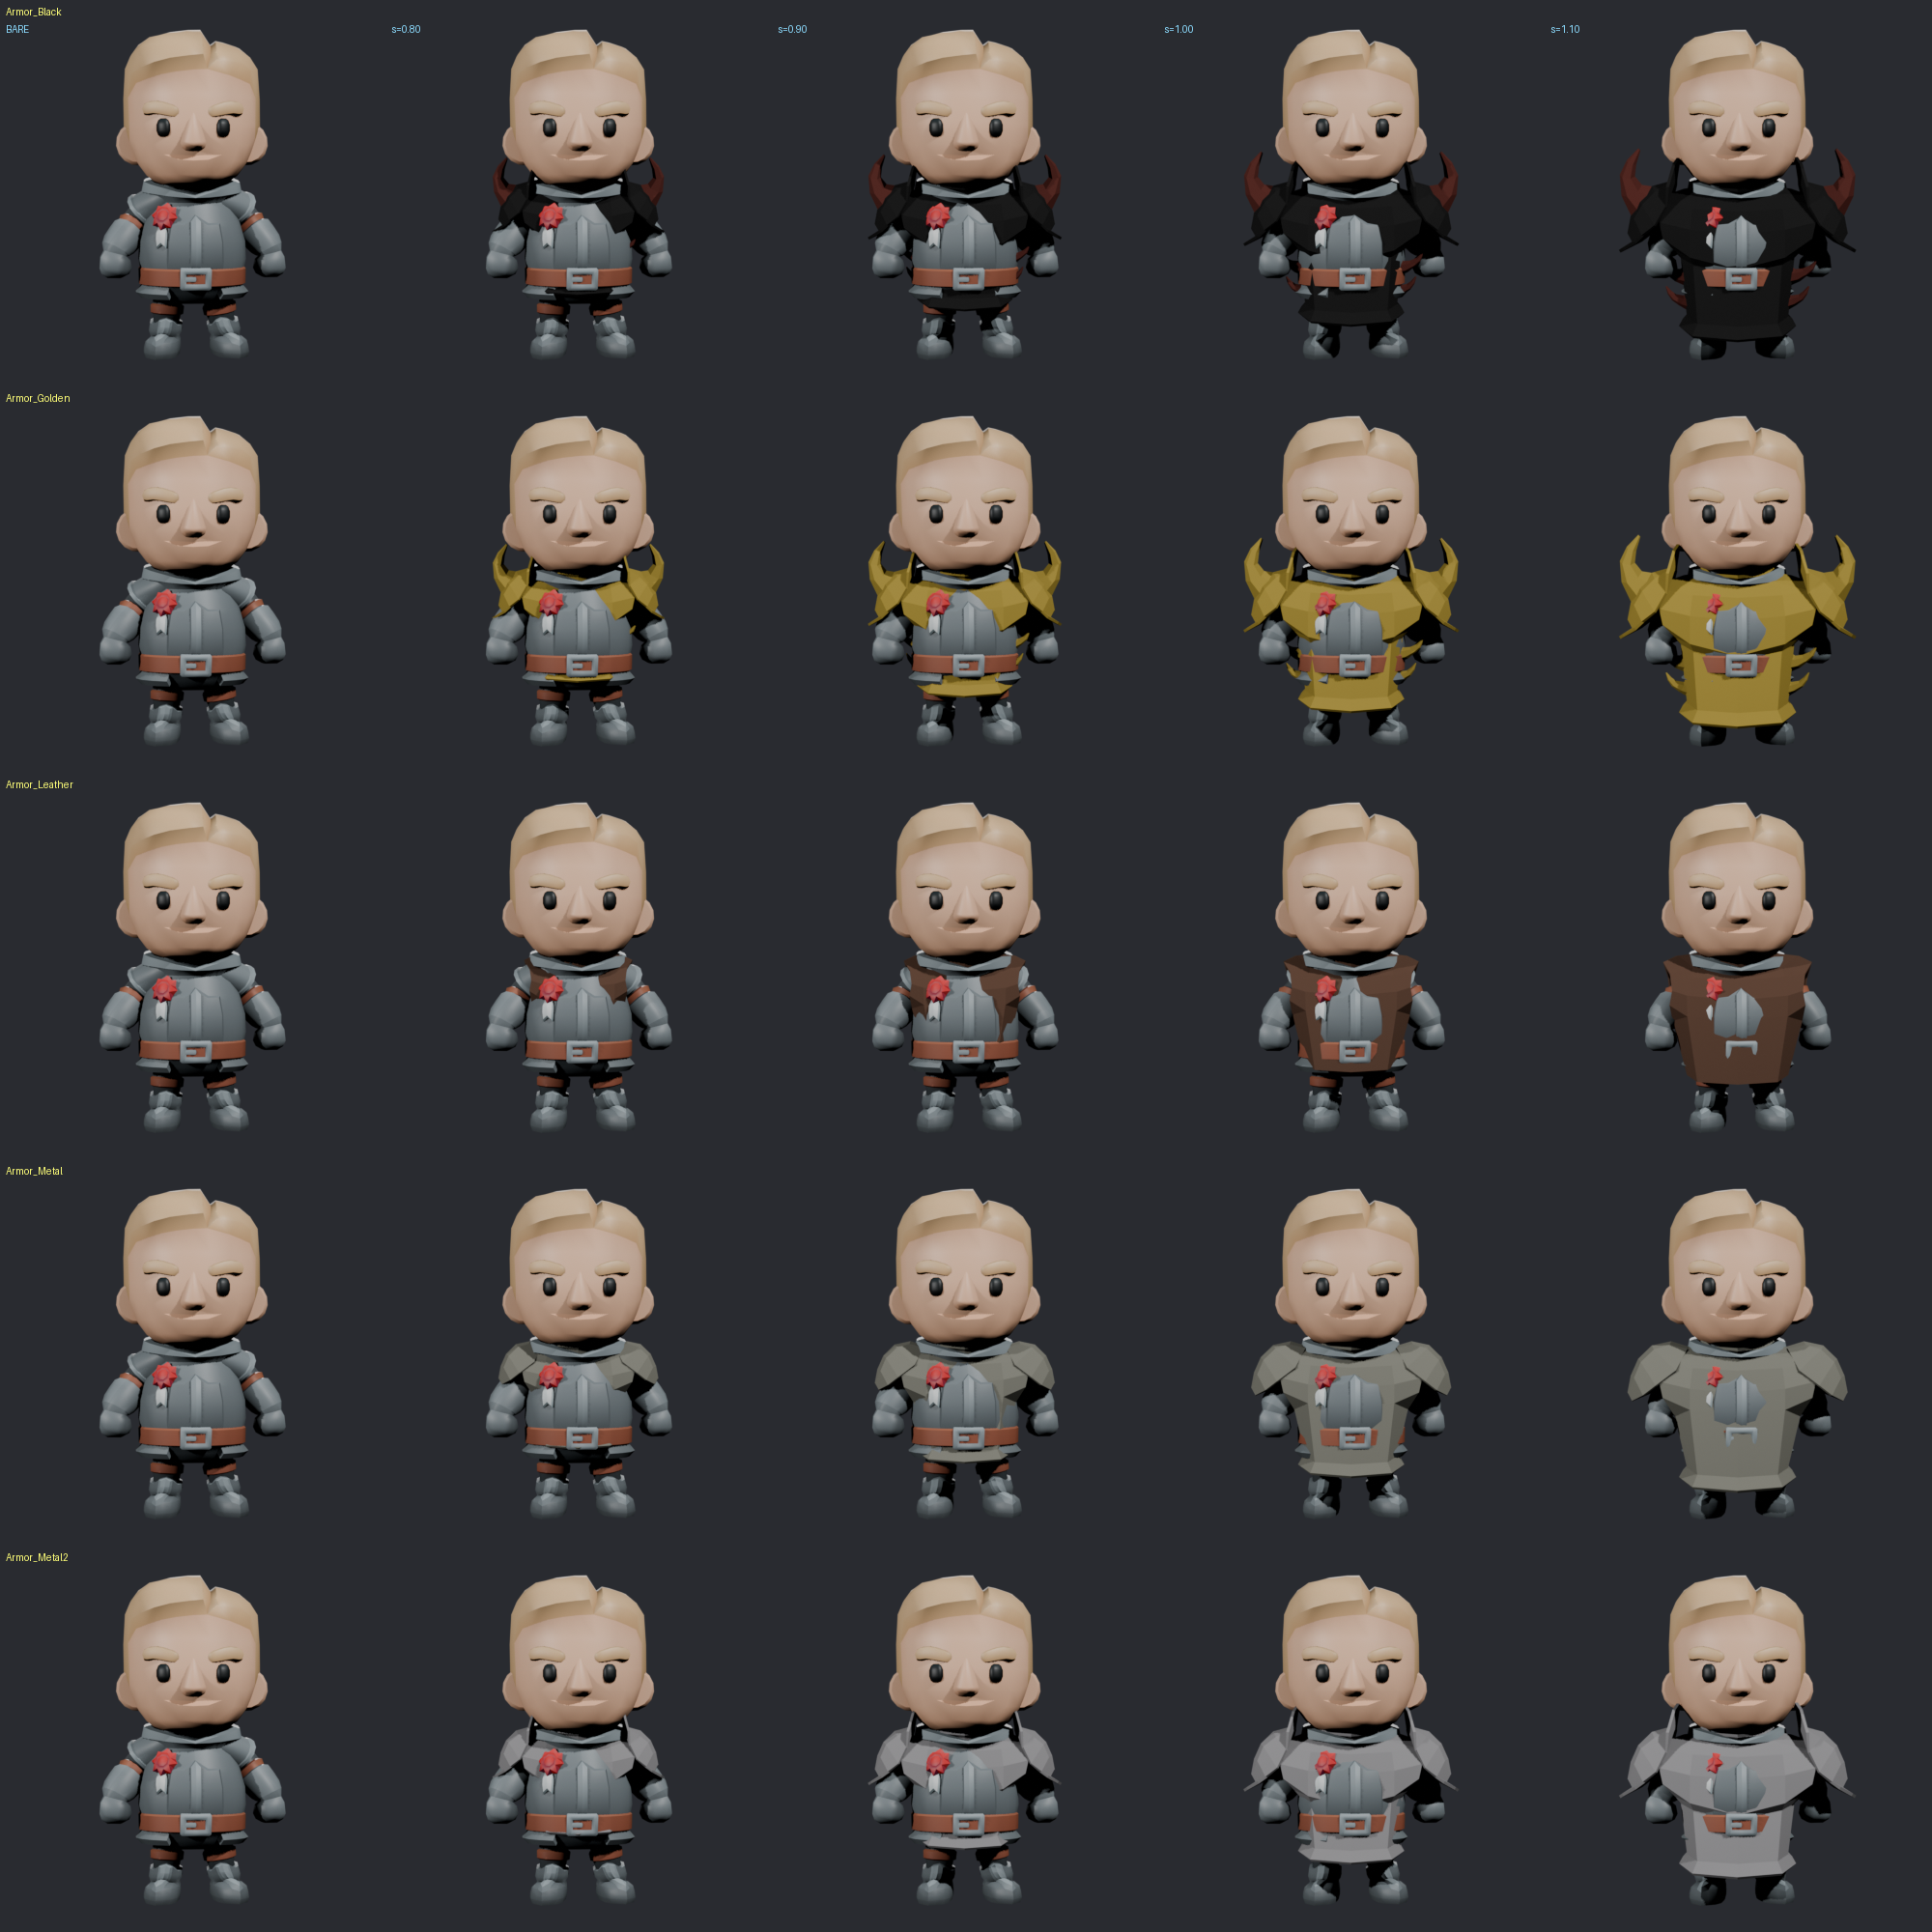 Armor_Black
BARE s=0.80 s=0.90 s=1.00 s=1.10
Armor_Golden
Armor_Leather
Armor_Metal
Armor_Metal2